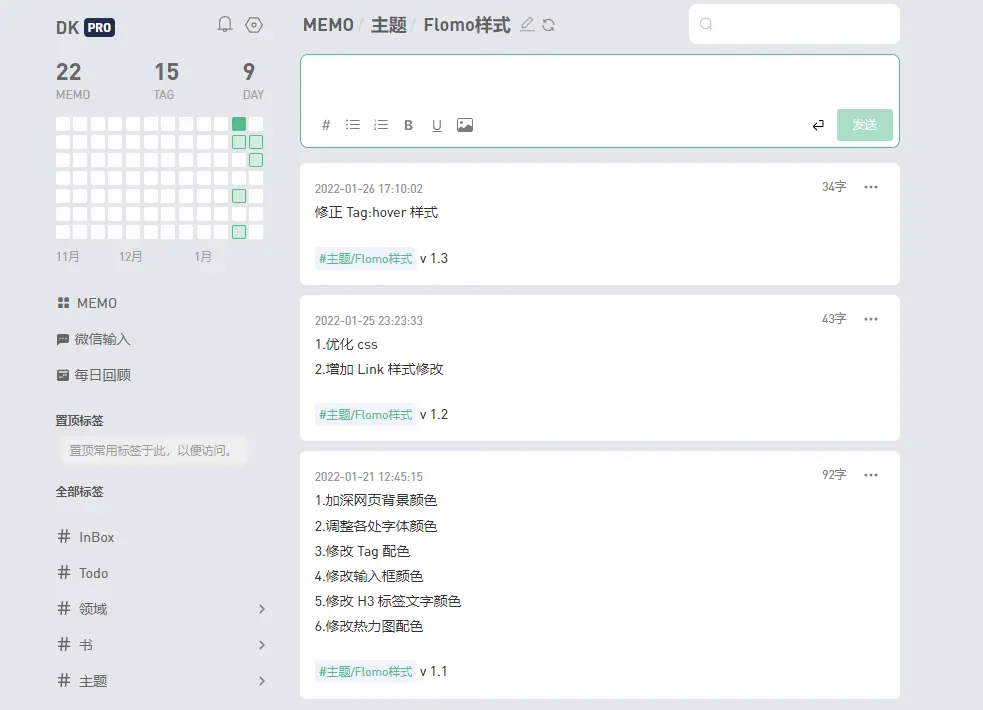 DK PRO
22 15 9
MEMO TAG DAY
11月 12月 1月
MEMO
微信输入
每日回顾
置顶标签
置顶常用标签于此，以便访问。
全部标签
# InBox
# Todo
# 领域
# 书
# 主题
MEMO / 主题 / Flomo样式
# B U 发送
2022-01-26 17:10:02 34字
修正 Tag:hover 样式
#主题/Flomo样式 v 1.3
2022-01-25 23:23:33 43字
1.优化 css
2.增加 Link 样式修改
#主题/Flomo样式 v 1.2
2022-01-21 12:45:15 92字
1.加深网页背景颜色
2.调整各处字体颜色
3.修改 Tag 配色
4.修改输入框颜色
5.修改 H3 标签文字颜色
6.修改热力图配色
#主题/Flomo样式 v 1.1